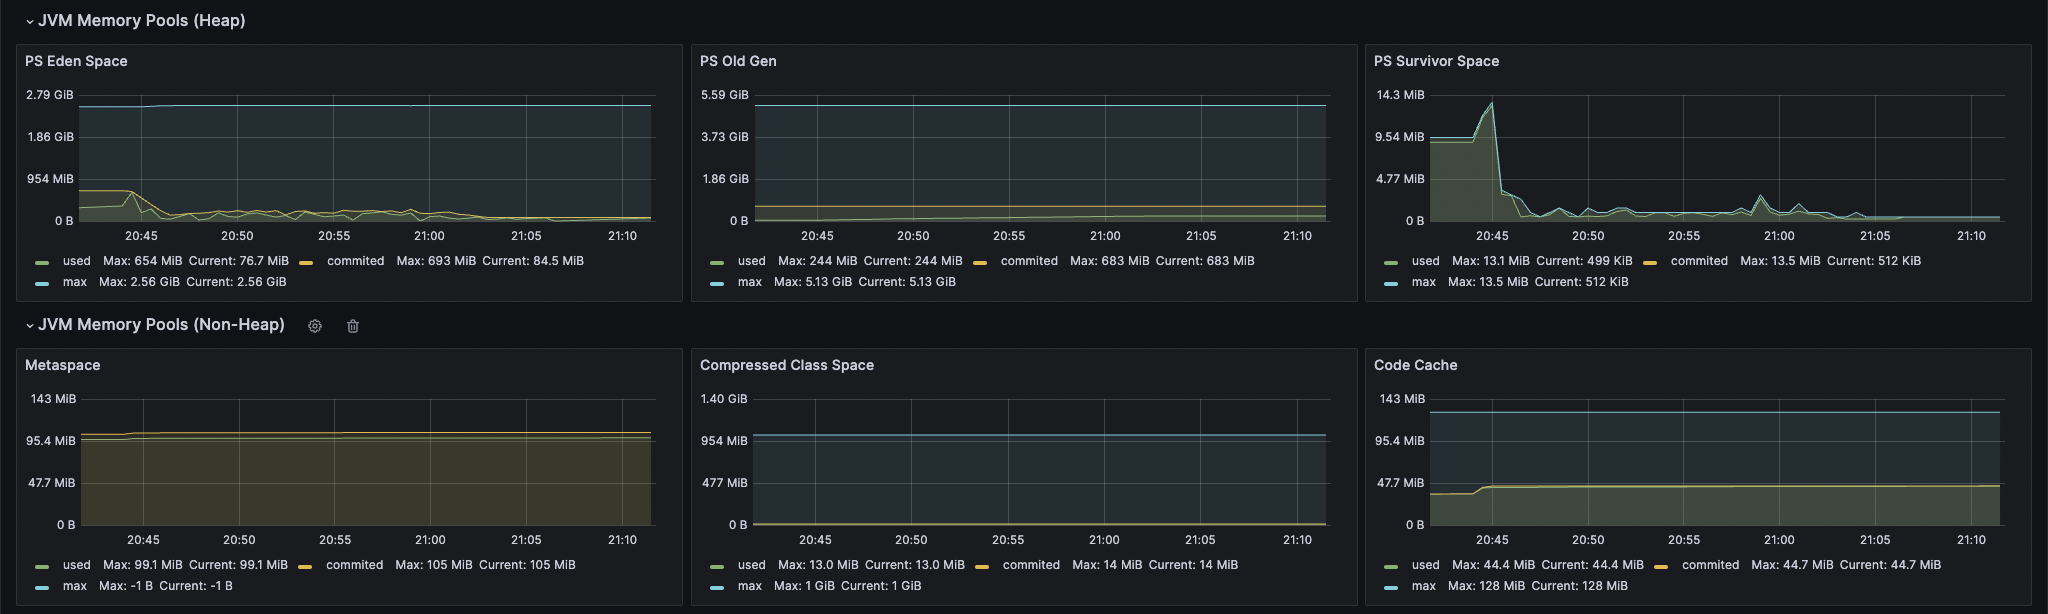 JVM Memory Pools (Heap)
PS Eden Space
2.79 GiB
1.86 GiB
954 MiB
0 B
20:45 20:50 20:55 21:00 21:05 21:10
used Max: 654 MiB Current: 76.7 MiB commited Max: 693 MiB Current: 84.5 MiB
max Max: 2.56 GiB Current: 2.56 GiB
PS Old Gen
5.59 GiB
3.73 GiB
1.86 GiB
0 B
20:45 20:50 20:55 21:00 21:05 21:10
used Max: 244 MiB Current: 244 MiB commited Max: 683 MiB Current: 683 MiB
max Max: 5.13 GiB Current: 5.13 GiB
PS Survivor Space
14.3 MiB
9.54 MiB
4.77 MiB
0 B
20:45 20:50 20:55 21:00 21:05 21:10
used Max: 13.1 MiB Current: 499 KiB commited Max: 13.5 MiB Current: 512 KiB
max Max: 13.5 MiB Current: 512 KiB
JVM Memory Pools (Non-Heap)
Metaspace
143 MiB
95.4 MiB
47.7 MiB
0 B
20:45 20:50 20:55 21:00 21:05 21:10
used Max: 99.1 MiB Current: 99.1 MiB commited Max: 105 MiB Current: 105 MiB
max Max: -1 B Current: -1 B
Compressed Class Space
1.40 GiB
954 MiB
477 MiB
0 B
20:45 20:50 20:55 21:00 21:05 21:10
used Max: 13.0 MiB Current: 13.0 MiB commited Max: 14 MiB Current: 14 MiB
max Max: 1 GiB Current: 1 GiB
Code Cache
143 MiB
95.4 MiB
47.7 MiB
0 B
20:45 20:50 20:55 21:00 21:05 21:10
used Max: 44.4 MiB Current: 44.4 MiB commited Max: 44.7 MiB Current: 44.7 MiB
max Max: 128 MiB Current: 128 MiB